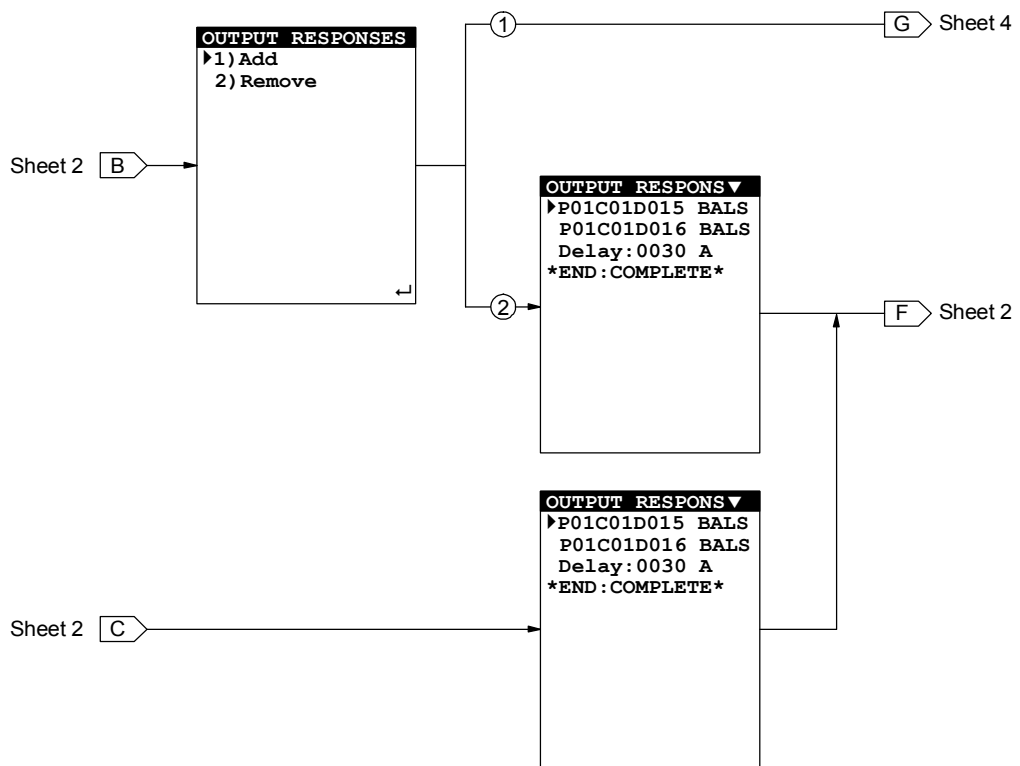 1
G
Sheet 4
OUTPUT RESPONSES
1)Add
2)Remove
Sheet 2
B
OUTPUT RESPONS▼
P01C01D015 BALS
P01C01D016 BALS
Delay:0030 A
*END:COMPLETE*
2
F
Sheet 2
OUTPUT RESPONS▼
P01C01D015 BALS
P01C01D016 BALS
Delay:0030 A
*END:COMPLETE*
Sheet 2
C